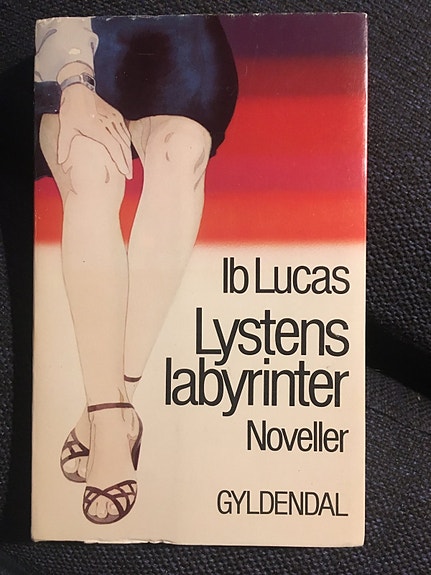 Ib Lucas
Lystens
labyrinter
Noveller
GYLDENDAL